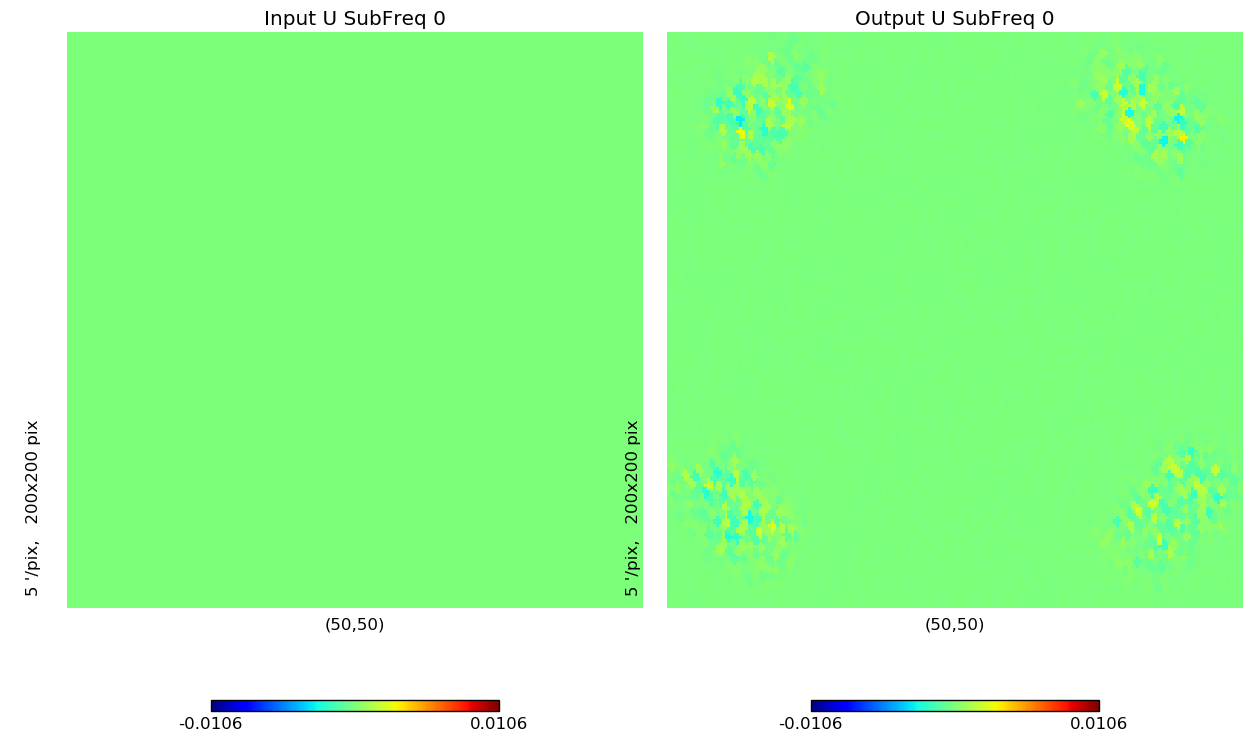 Input U SubFreq 0
Output U SubFreq 0
5 '/pix,   200x200 pix
5 '/pix,   200x200 pix
(50,50)
(50,50)
-0.0106
0.0106
-0.0106
0.0106